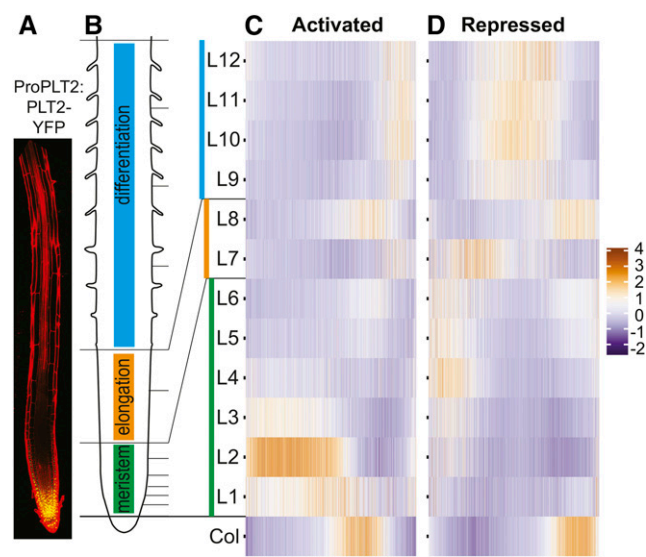 A
B
C Activated
D Repressed
ProPLT2:
PLT2-
YFP
differentiation
elongation
meristem
L12
L11
L10
L9
L8
L7
L6
L5
L4
L3
L2
L1
Col
4
3
2
1
0
-1
-2